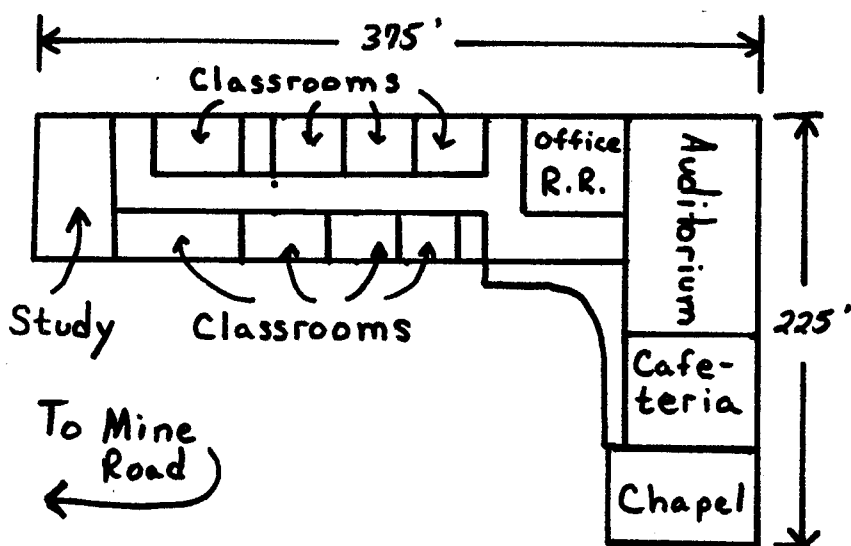 375'
Classrooms
Office
R.R.
Auditorium
Study
Classrooms
225'
Cafe-
teria
To Mine
Road
Chapel